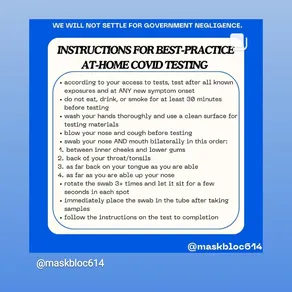 WE WILL NOT SETTLE FOR GOVERNMENT NEGLIGENCE.
INSTRUCTIONS FOR BEST-PRACTICE
AT-HOME COVID TESTING
• according to your access to tests, test after all known
exposures and at ANY new symptom onset
• do not eat, drink, or smoke for at least 30 minutes
before testing
• wash your hands thoroughly and use a clean surface for
testing materials
• blow your nose and cough before testing
• swab your nose AND mouth bilaterally in this order:
1. between inner cheeks and lower gums
2. back of your throat/tonsils
3. as far back on your tongue as you are able
4. as far as you are able up your nose
• rotate the swab 3+ times and let it sit for a few
seconds in each spot
• immediately place the swab in the tube after taking
samples
• follow the instructions on the test to completion
@maskbloc614
@maskbloc614